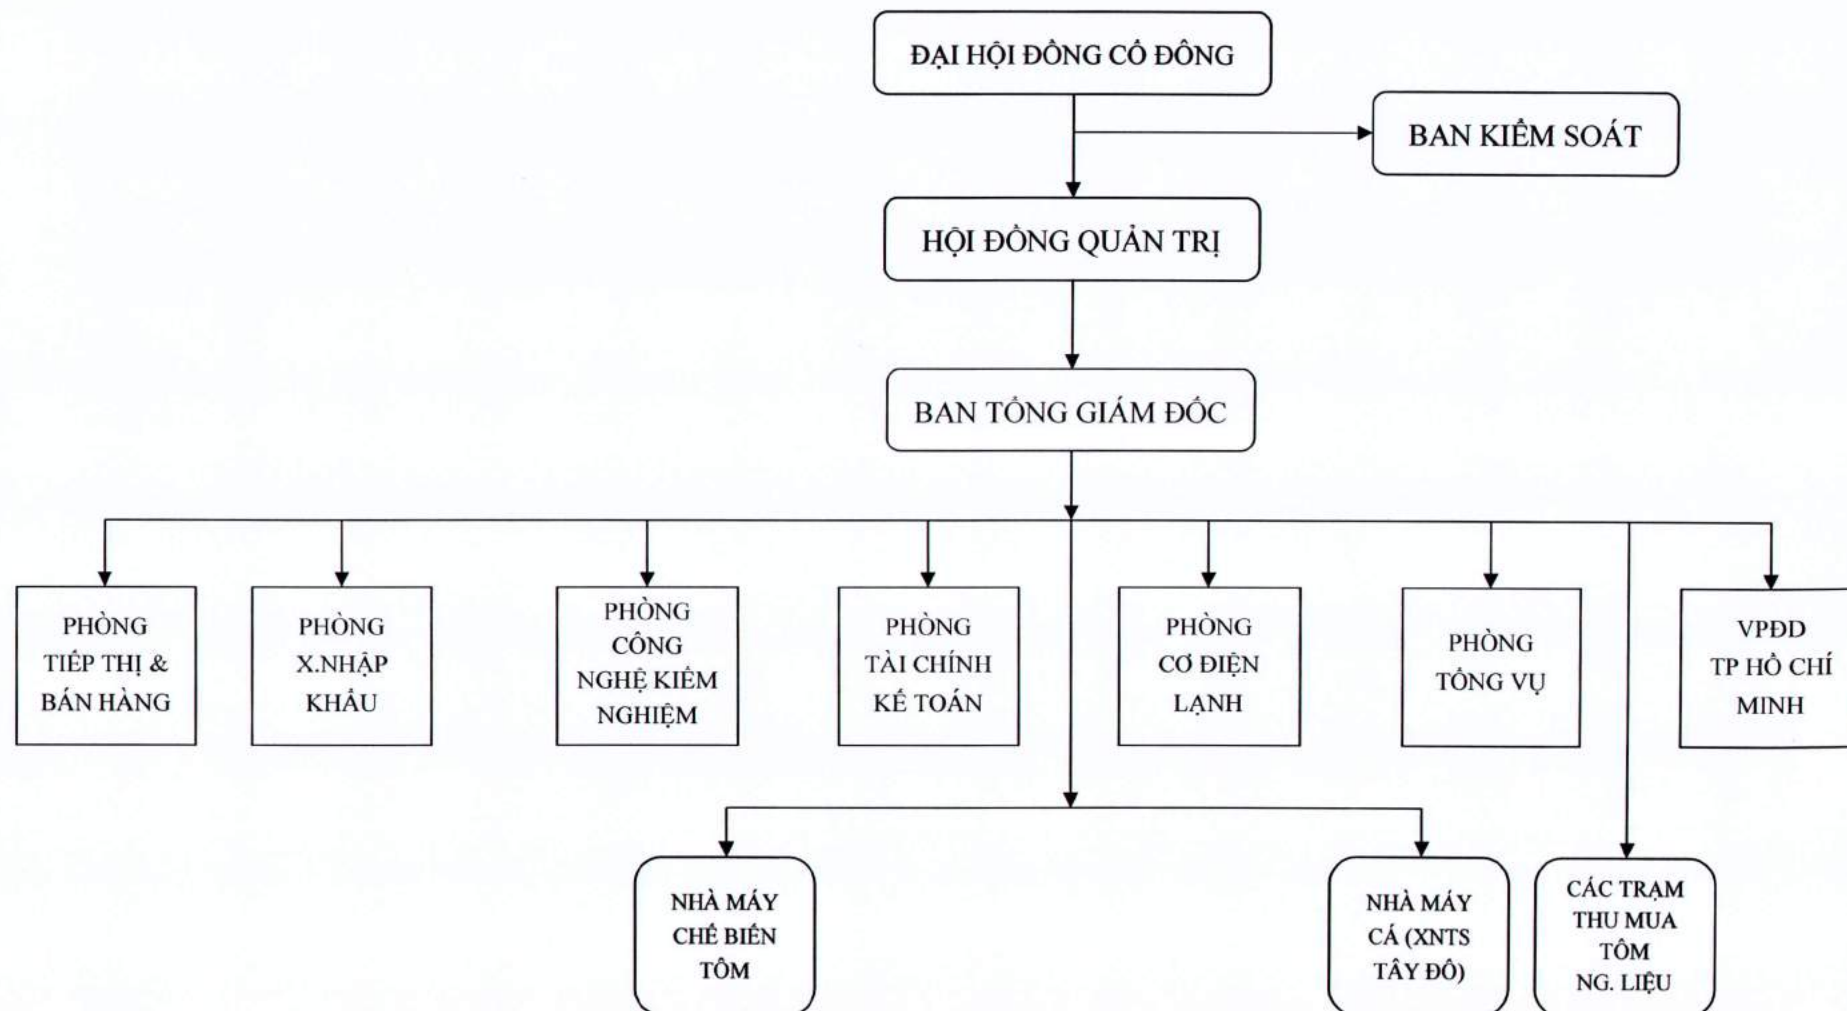 ĐẠI HỘI ĐỒNG CỔ ĐÔNG
BAN KIỂM SOÁT
HỘI ĐỒNG QUẢN TRỊ
BAN TỔNG GIÁM ĐỐC
PHÒNG
TIẾP THỊ &
BÁN HÀNG
PHÒNG
X.NHẬP
KHẨU
PHÒNG
CÔNG
NGHỆ KIỂM
NGHIỆM
PHÒNG
TÀI CHÍNH
KẾ TOÁN
PHÒNG
CƠ ĐIỆN
LẠNH
PHÒNG
TỔNG VỤ
VPĐD
TP HỒ CHÍ
MINH
NHÀ MÁY
CHẾ BIẾN
TÔM
NHÀ MÁY
CÁ (XNTS
TÂY ĐÔ)
CÁC TRẠM
THU MUA
TÔM
NG. LIỆU